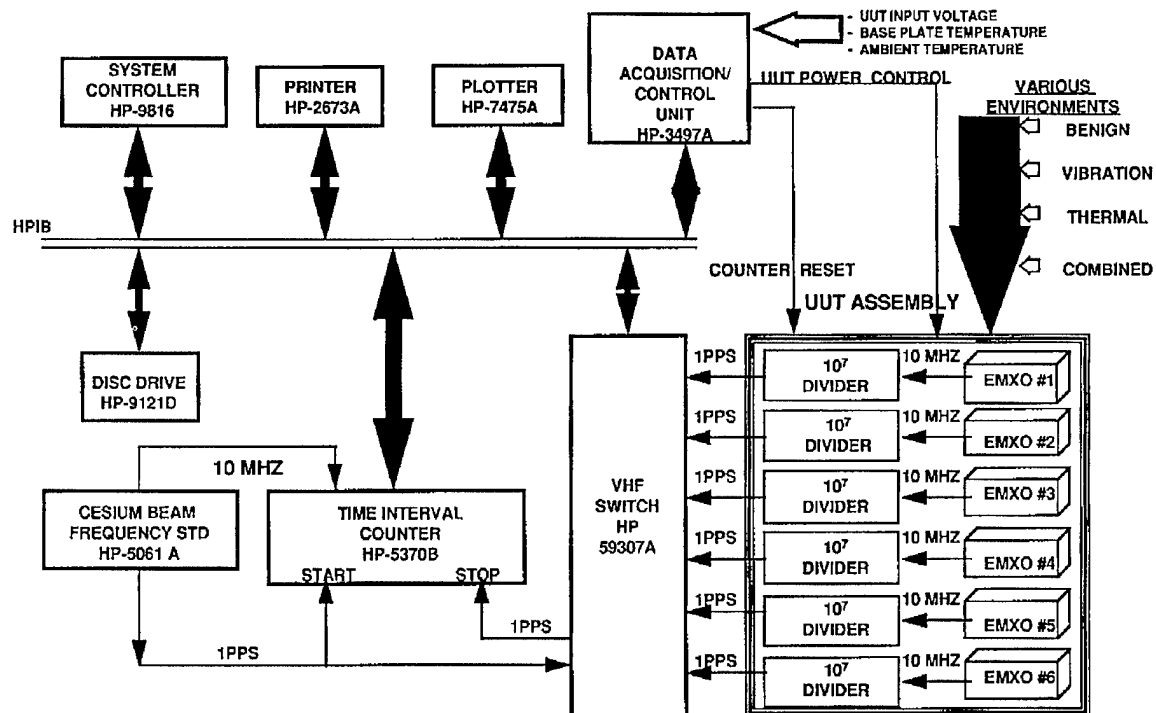 - UUT INPUT VOLTAGE
- BASE PLATE TEMPERATURE
- AMBIENT TEMPERATURE
SYSTEM
CONTROLLER
HP-9816
PRINTER
HP-2673A
PLOTTER
HP-7475A
DATA
ACQUISITION/
CONTROL
UNIT
HP-3497A
UUT POWER CONTROL
VARIOUS
ENVIRONMENTS
BENIGN
VIBRATION
THERMAL
COMBINED
HPIB
COUNTER RESET
UUT ASSEMBLY
DISC DRIVE
HP-9121D
10 MHZ
CESIUM BEAM
FREQUENCY STD
HP-5061 A
TIME INTERVAL
COUNTER
HP-5370B
START
STOP
1PPS
1PPS
VHF
SWITCH
HP
59307A
1PPS
10⁷
DIVIDER
10 MHZ
EMXO #1
1PPS
10⁷
DIVIDER
10 MHZ
EMXO #2
1PPS
10⁷
DIVIDER
10 MHZ
EMXO #3
1PPS
10⁷
DIVIDER
10 MHZ
EMXO #4
1PPS
10⁷
DIVIDER
10 MHZ
EMXO #5
1PPS
10⁷
DIVIDER
10 MHZ
EMXO #6